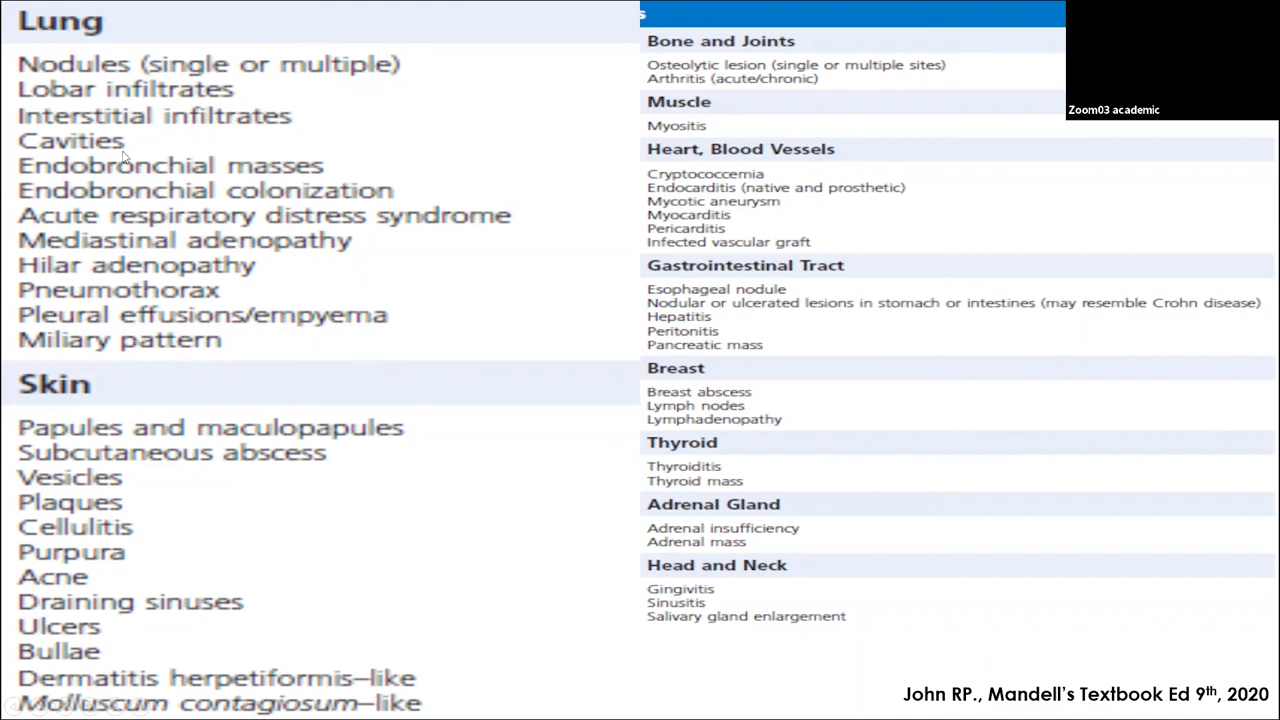 Lung
Nodules (single or multiple)
Lobar infiltrates
Interstitial infiltrates
Cavities
Endobronchial masses
Endobronchial colonization
Acute respiratory distress syndrome
Mediastinal adenopathy
Hilar adenopathy
Pneumothorax
Pleural effusions/empyema
Miliary pattern
Skin
Papules and maculopapules
Subcutaneous abscess
Vesicles
Plaques
Cellulitis
Purpura
Acne
Draining sinuses
Ulcers
Bullae
Dermatitis herpetiformis–like
Molluscum contagiosum–like
s
Bone and Joints
Osteolytic lesion (single or multiple sites)
Arthritis (acute/chronic)
Muscle
Myositis
Heart, Blood Vessels
Cryptococcemia
Endocarditis (native and prosthetic)
Mycotic aneurysm
Myocarditis
Pericarditis
Infected vascular graft
Gastrointestinal Tract
Esophageal nodule
Nodular or ulcerated lesions in stomach or intestines (may resemble Crohn disease)
Hepatitis
Peritonitis
Pancreatic mass
Breast
Breast abscess
Lymph nodes
Lymphadenopathy
Thyroid
Thyroiditis
Thyroid mass
Adrenal Gland
Adrenal insufficiency
Adrenal mass
Head and Neck
Gingivitis
Sinusitis
Salivary gland enlargement
Zoom03 academic
John RP., Mandell's Textbook Ed 9th, 2020